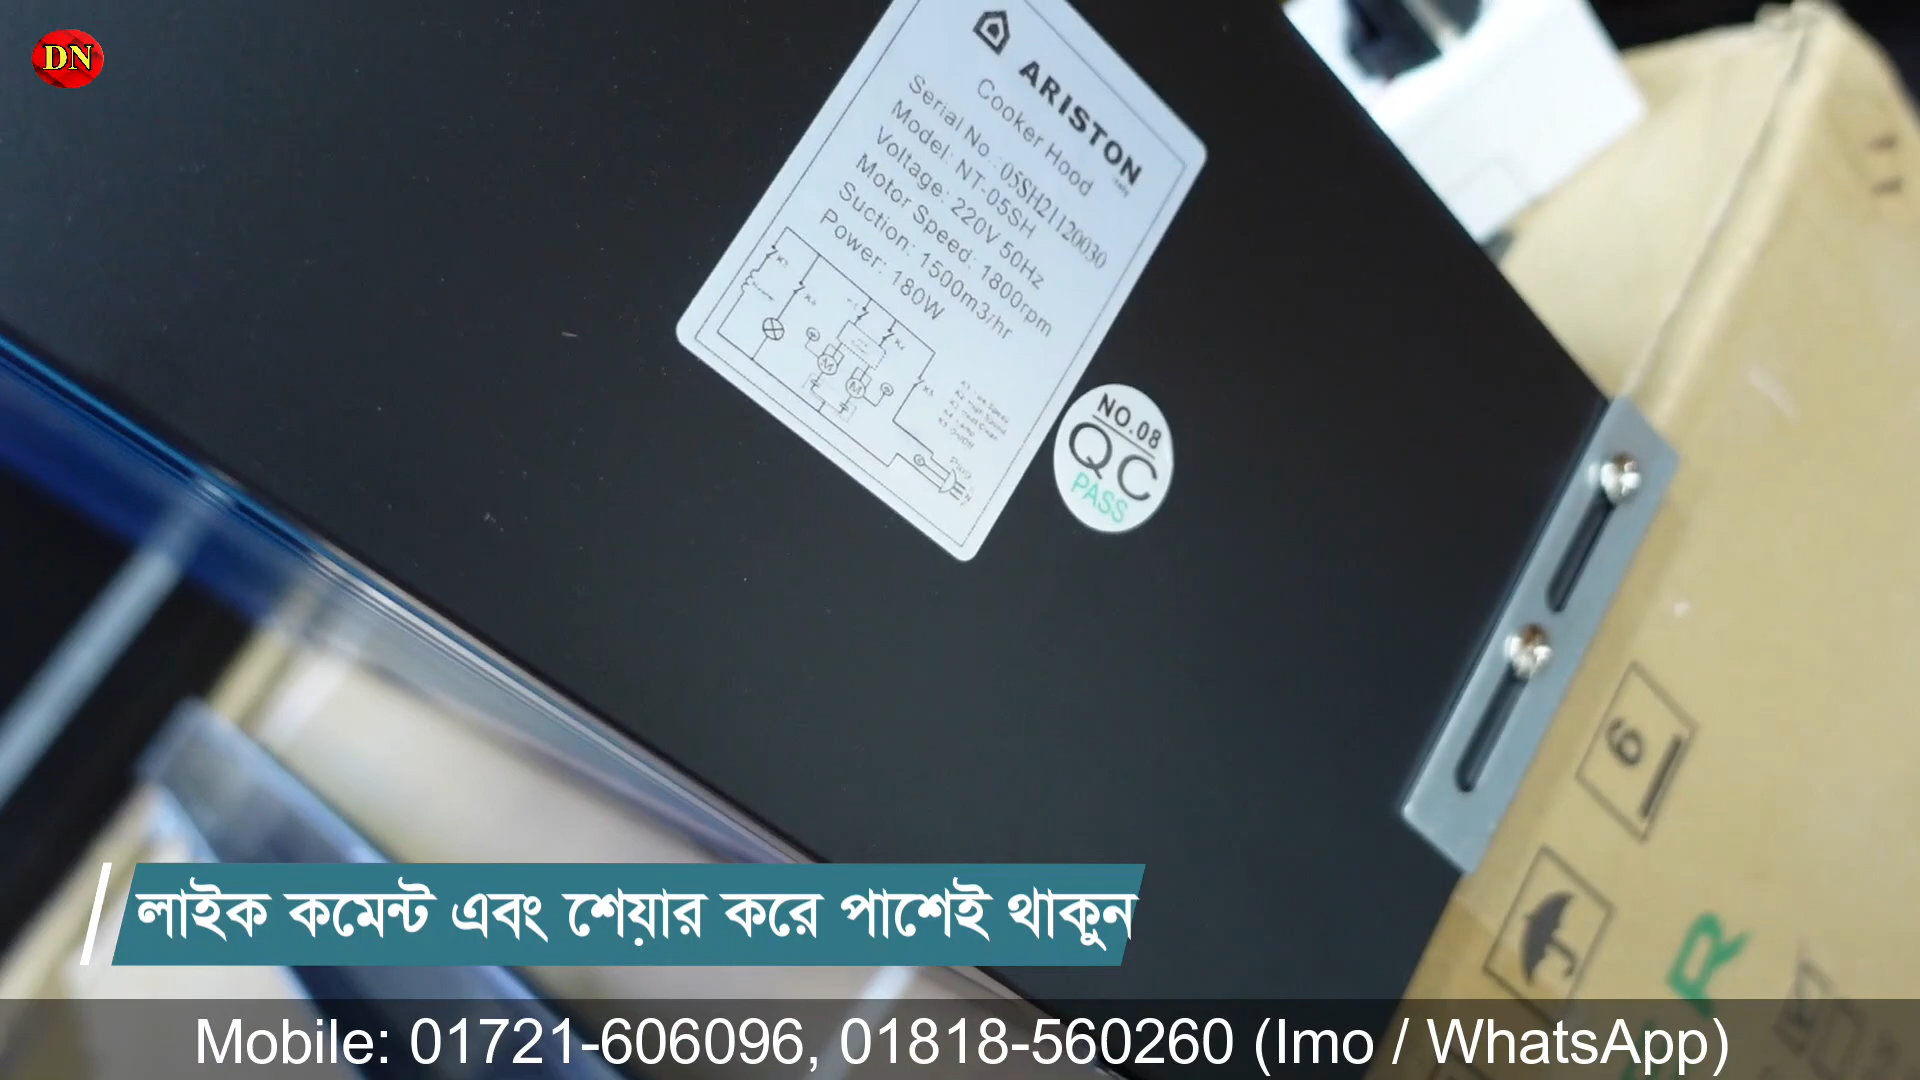 DN
ARISTON
Cooker Hood
Serial No.: 05SH21120030
Model: NT-05SH
Voltage: 220V 50Hz
Motor Speed: 1800rpm
Suction: 1500m3/hr
Power: 180W
NO.08
QC
PASS
6
R
লাইক কমেন্ট এবং শেয়ার করে পাশেই থাকুন
Mobile: 01721-606096, 01818-560260 (Imo / WhatsApp)